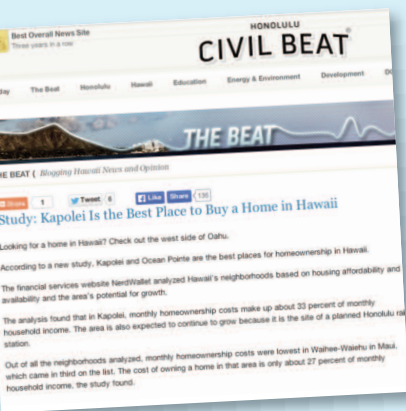 Best Overall News Site
Three years in a row
HONOLULU
CIVIL BEAT
The Beat Honolulu Hawaii Education Energy & Environment Development
THE BEAT
THE BEAT ( Blogging Hawaii News and Opinion
Share 1 Tweet 6 Like Share
Study: Kapolei Is the Best Place to Buy a Home in Hawaii
Looking for a home in Hawaii? Check out the west side of Oahu.
According to a new study, Kapolei and Ocean Pointe are the best places for homeownership in Hawaii.
The financial services website NerdWallet analyzed Hawaii's neighborhoods based on housing affordability and
availability and the area's potential for growth.
The analysis found that in Kapolei, monthly homeownership costs make up about 33 percent of monthly
household income. The area is also expected to continue to grow because it is the site of a planned Honolulu rail
station.
Out of all the neighborhoods analyzed, monthly homeownership costs were lowest in Waihee-Waiehu in Maui,
which came in third on the list. The cost of owning a home in that area is only about 27 percent of monthly
household income, the study found.